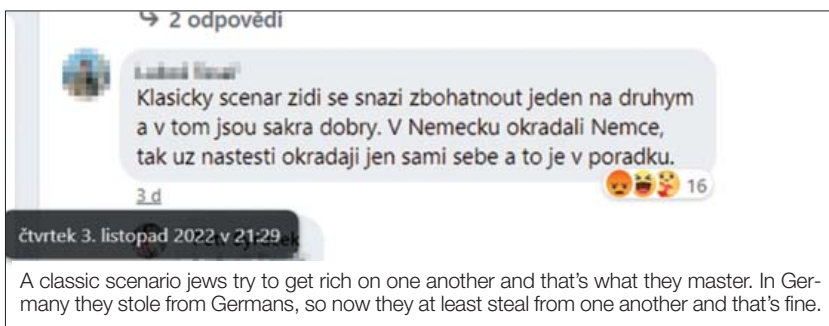 2 odpovědi
Klasicky scenar zidi se snazi zbohatnout jeden na druhym
a v tom jsou sakra dobry. V Nemecku okradali Nemce,
tak uz nastesti okradaji jen sami sebe a to je v poradku.
16
3 d
čtvrtek 3. listopad 2022 v 21:29
A classic scenario jews try to get rich on one another and that's what they master. In Ger-
many they stole from Germans, so now they at least steal from one another and that's fine.